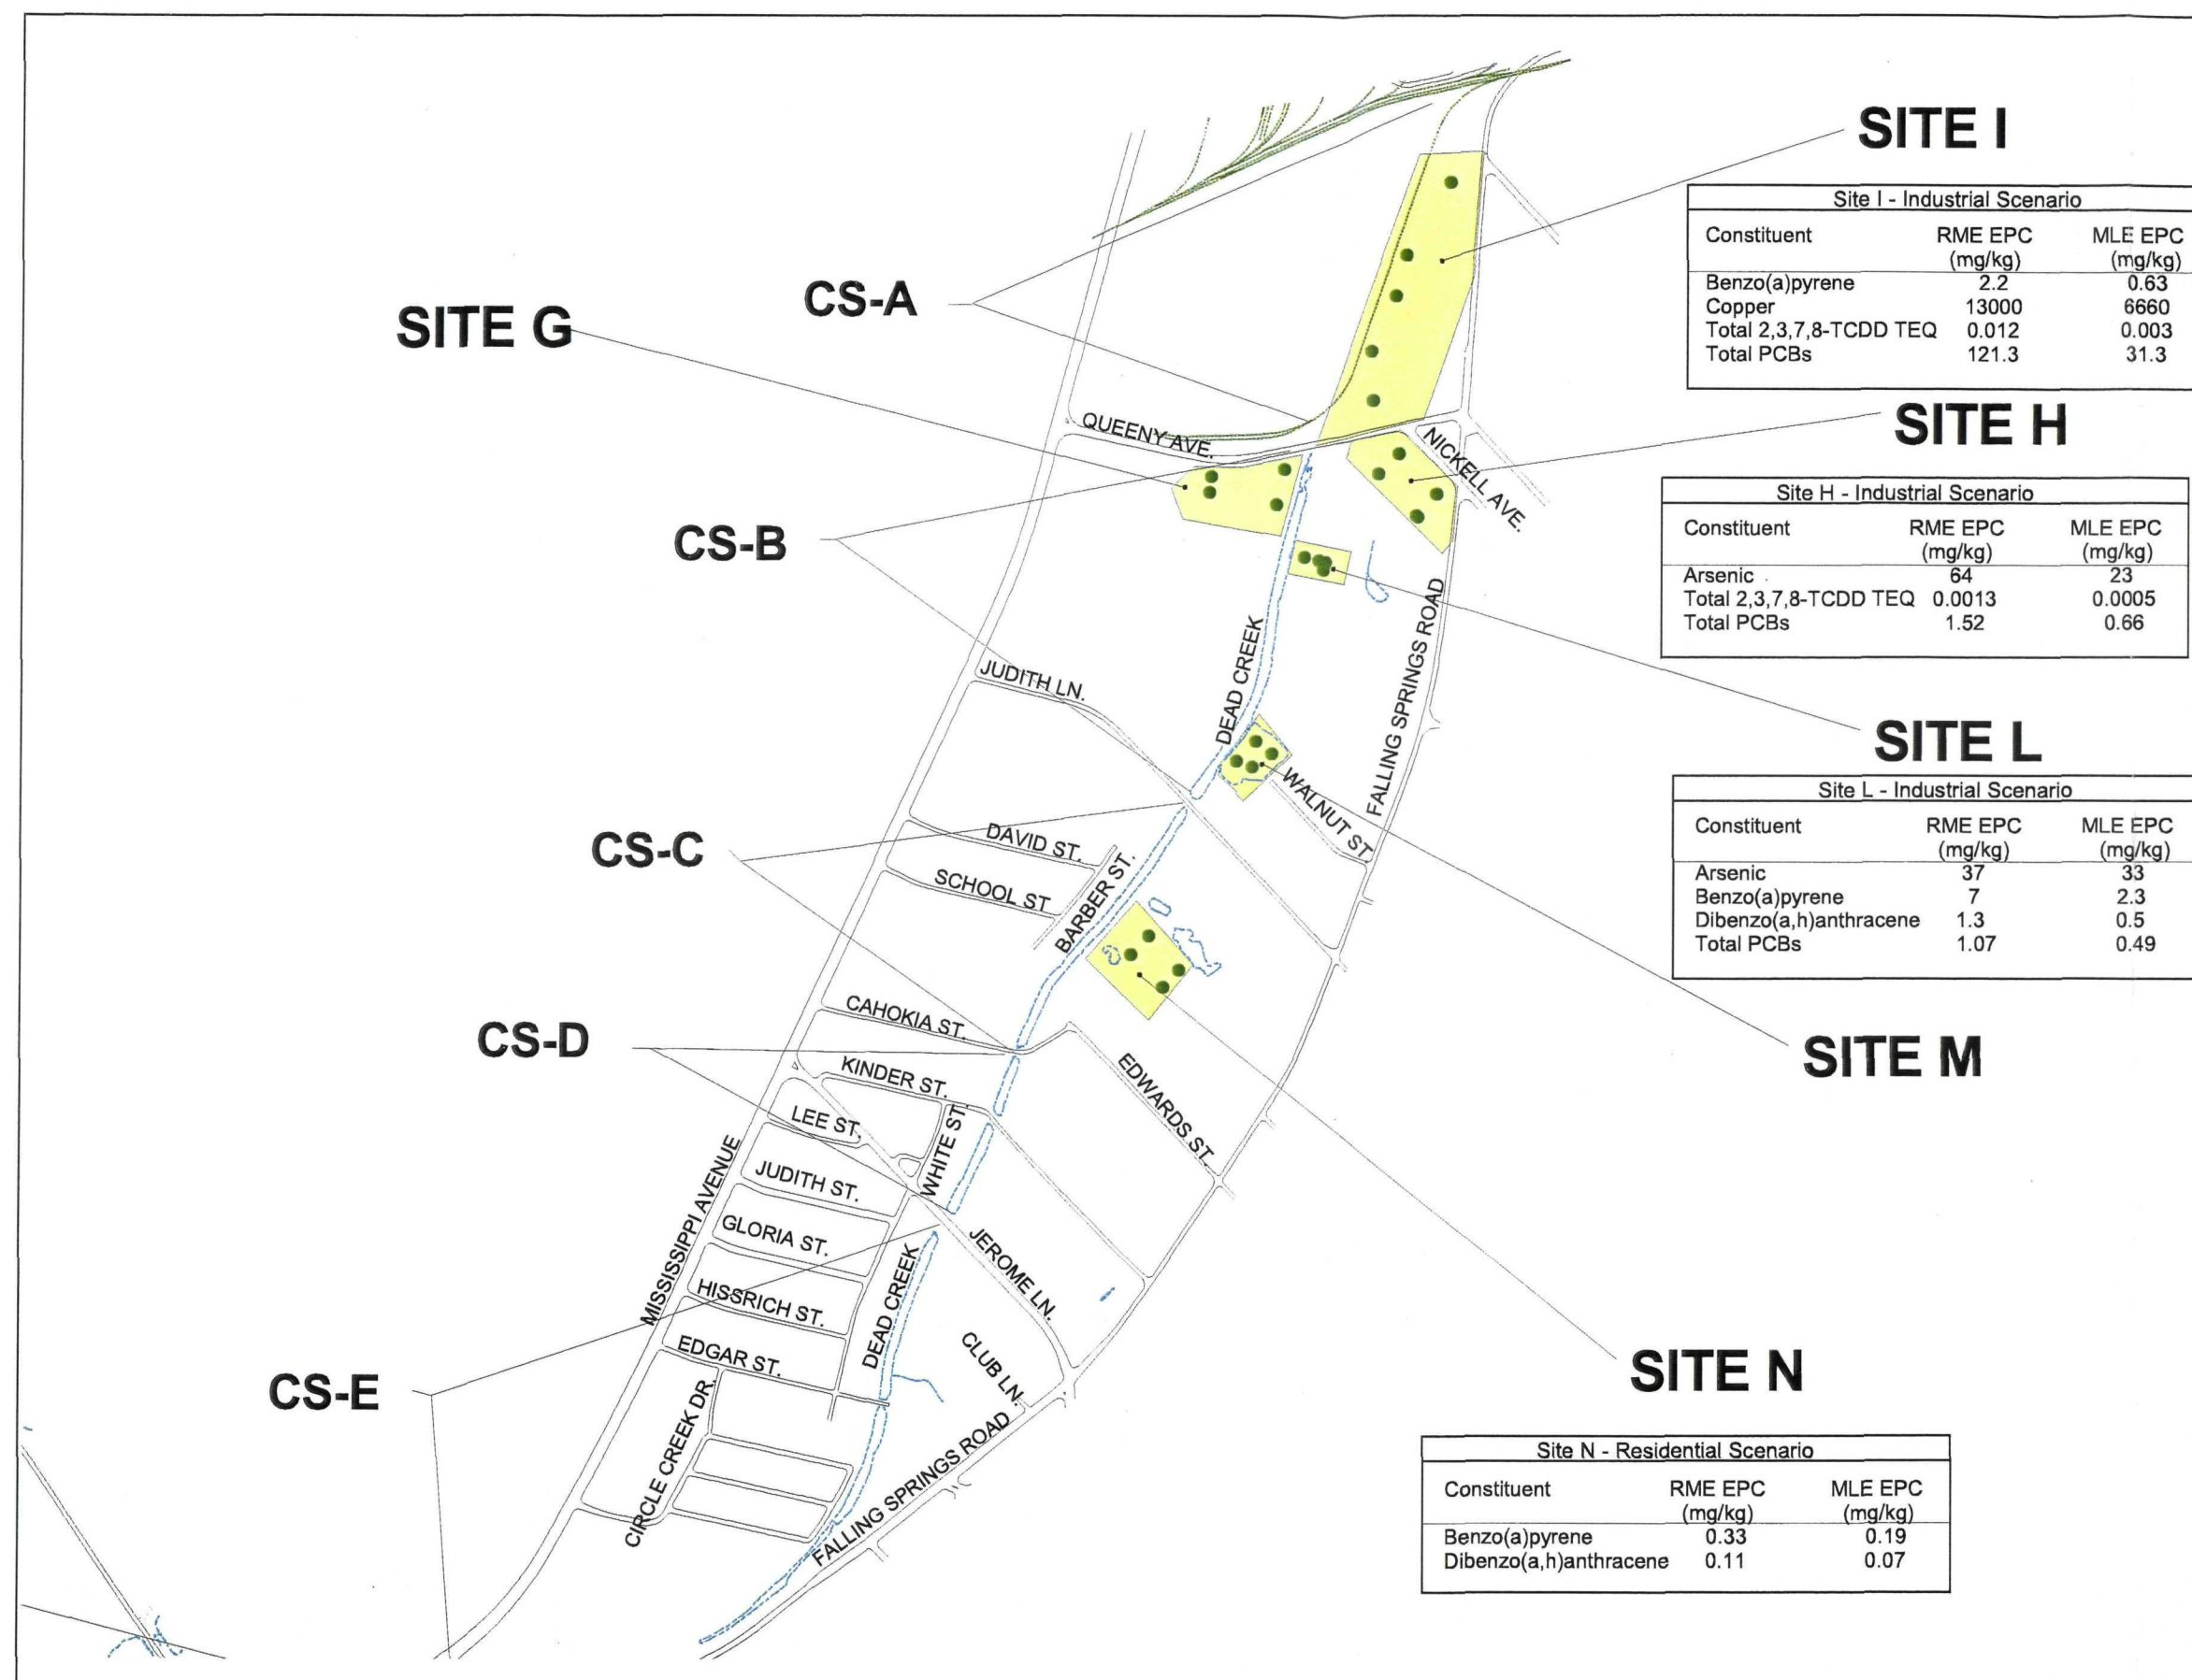 SITE I
Site I - Industrial Scenario
Constituent RME EPC MLE EPC
(mg/kg) (mg/kg)
Benzo(a)pyrene 2.2 0.63
Copper 13000 6660
Total 2,3,7,8-TCDD TEQ 0.012 0.003
Total PCBs 121.3 31.3
CS-A
SITE G
SITE H
QUEENY AVE.
NICKELL AVE.
Site H - Industrial Scenario
Constituent RME EPC MLE EPC
(mg/kg) (mg/kg)
Arsenic 64 23
Total 2,3,7,8-TCDD TEQ 0.0013 0.0005
Total PCBs 1.52 0.66
CS-B
DEAD CREEK
FALLING SPRINGS ROAD
JUDITH LN.
SITE L
Site L - Industrial Scenario
Constituent RME EPC MLE EPC
(mg/kg) (mg/kg)
Arsenic 37 33
Benzo(a)pyrene 7 2.3
Dibenzo(a,h)anthracene 1.3 0.5
Total PCBs 1.07 0.49
WALNUT ST
CS-C
DAVID ST.
SCHOOL ST
BARBER ST.
CS-D
CAHOKIA ST.
KINDER ST.
SITE M
EDWARDS ST.
LEE ST.
WHITE ST.
JUDITH ST.
MISSISSIPPI AVENUE
GLORIA ST.
HISSRICH ST.
DEAD CREEK
JEROME LN.
EDGAR ST.
CLUB LN.
CS-E
CIRCLE CREEK DR.
FALLING SPRINGS ROAD
SITE N
Site N - Residential Scenario
Constituent RME EPC MLE EPC
(mg/kg) (mg/kg)
Benzo(a)pyrene 0.33 0.19
Dibenzo(a,h)anthracene 0.11 0.07